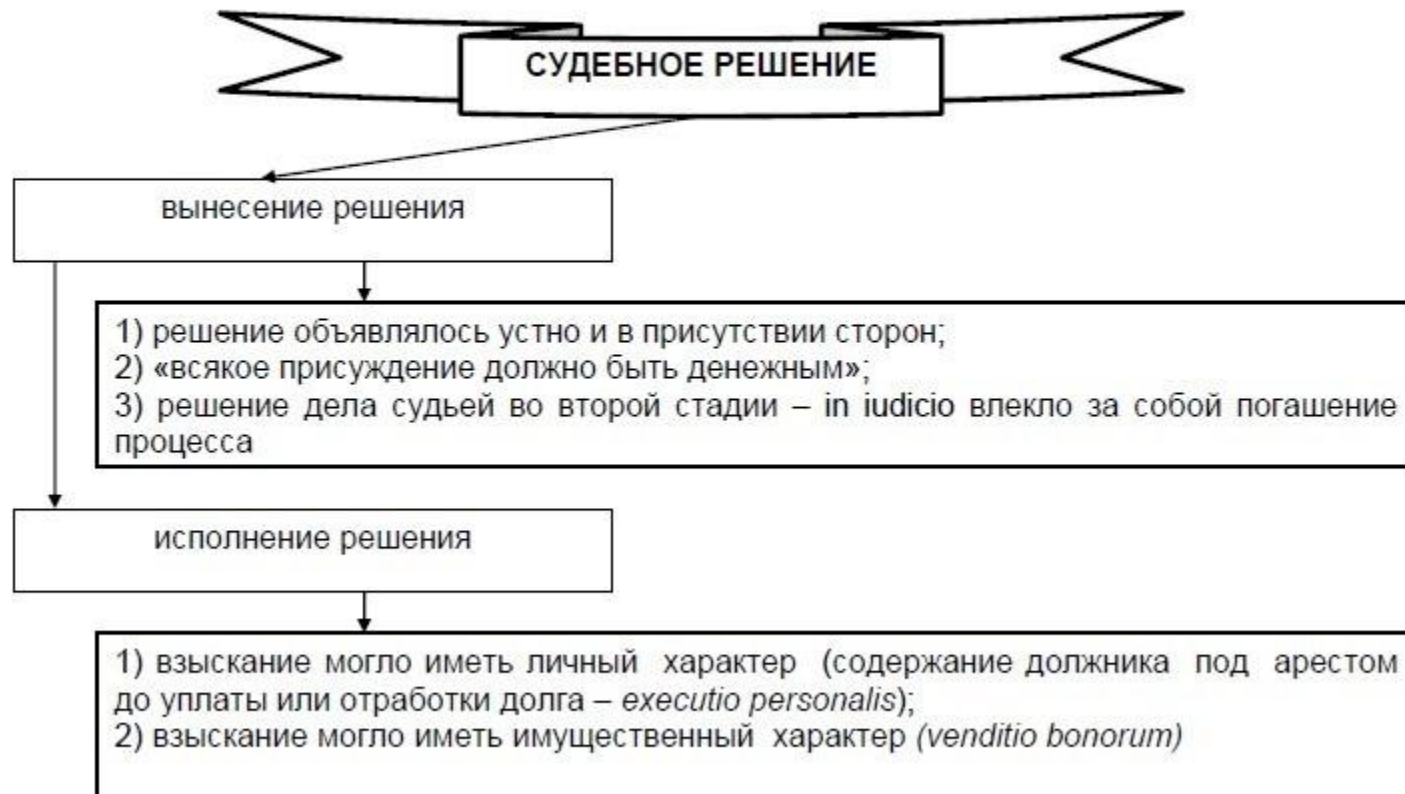 СУДЕБНОЕ РЕШЕНИЕ
вынесение решения
1) решение объявлялось устно и в присутствии сторон;
2) «всякое присуждение должно быть денежным»;
3) решение дела судьей во второй стадии – in iudicio влекло за собой погашение
процесса
исполнение решения
1) взыскание могло иметь личный характер (содержание должника под арестом
до уплаты или отработки долга – executio personalis);
2) взыскание могло иметь имущественный характер (venditio bonorum)